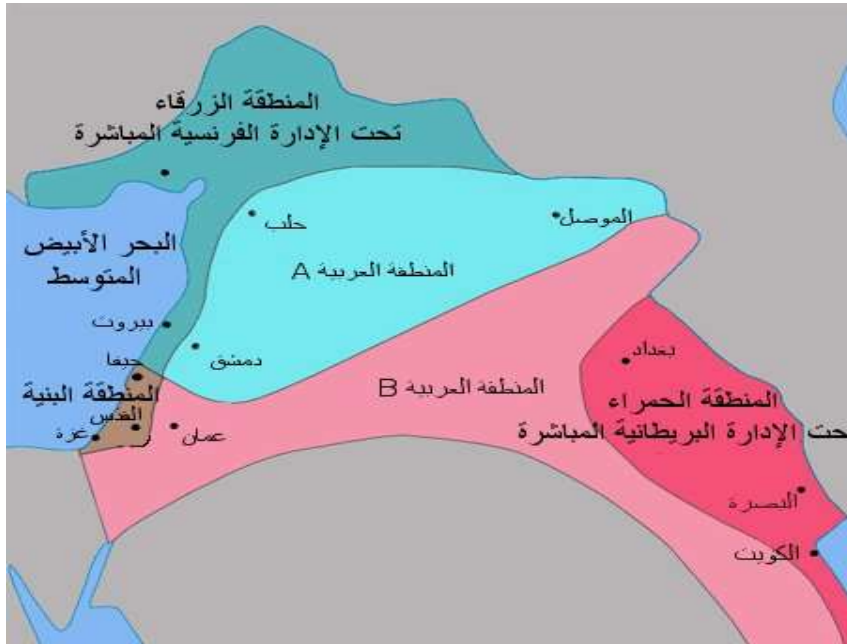 المنطقة الزرقاء
تحت الإدارة الفرنسية المباشرة
حلب
الموصل
البحر الأبيض
المتوسط
المنطقة العربية A
بيروت
دمشق
حيفا
المنطقة العربية B
بغداد
المنطقة البنية
المنطقة الحمراء
القدس
غزة
عمان
حت الإدارة البريطانية المباشرة
البصرة
الكويت